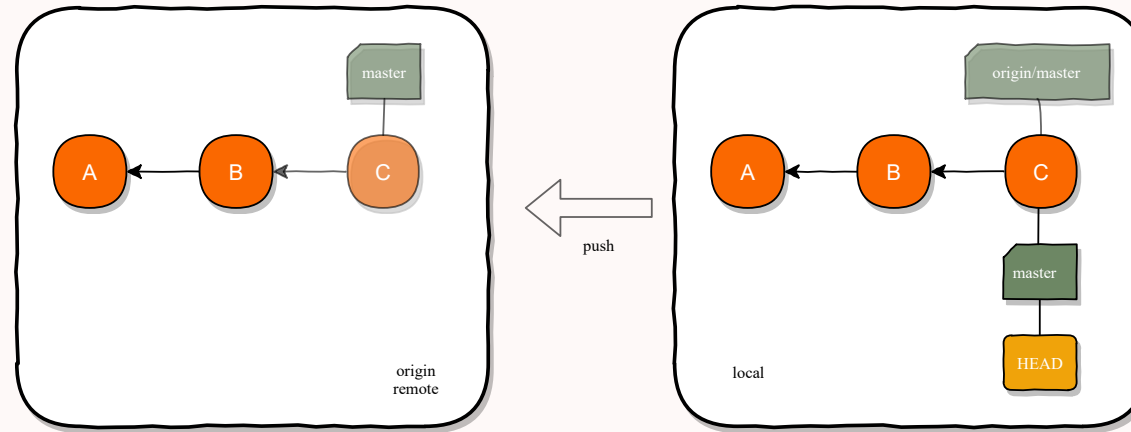 master
A
B
C
origin
remote
push
origin/master
A
B
C
master
HEAD
local